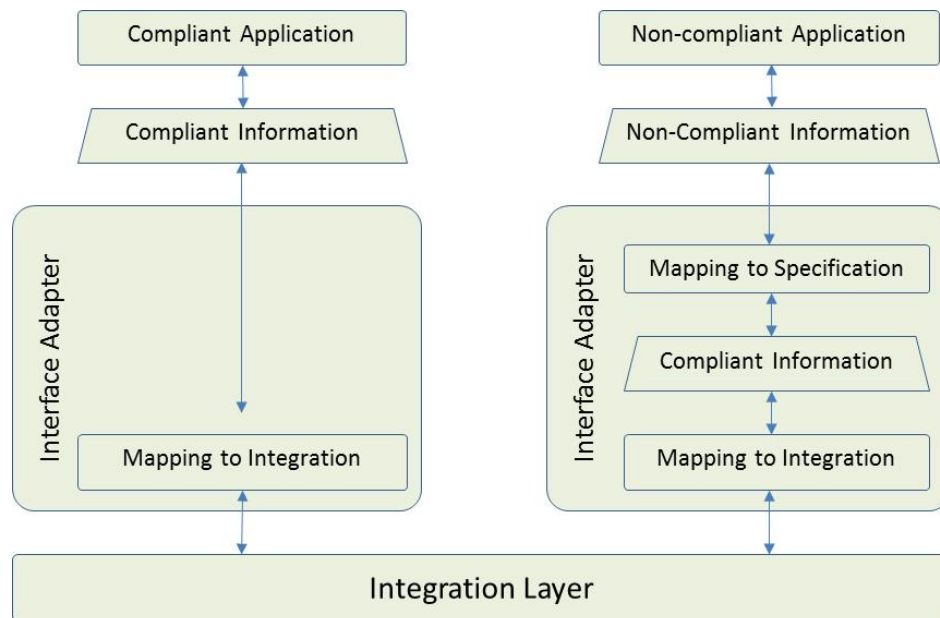 Compliant Application
Compliant Information
Interface Adapter
Mapping to Integration
Non-compliant Application
Non-Compliant Information
Interface Adapter
Mapping to Specification
Compliant Information
Mapping to Integration
Integration Layer